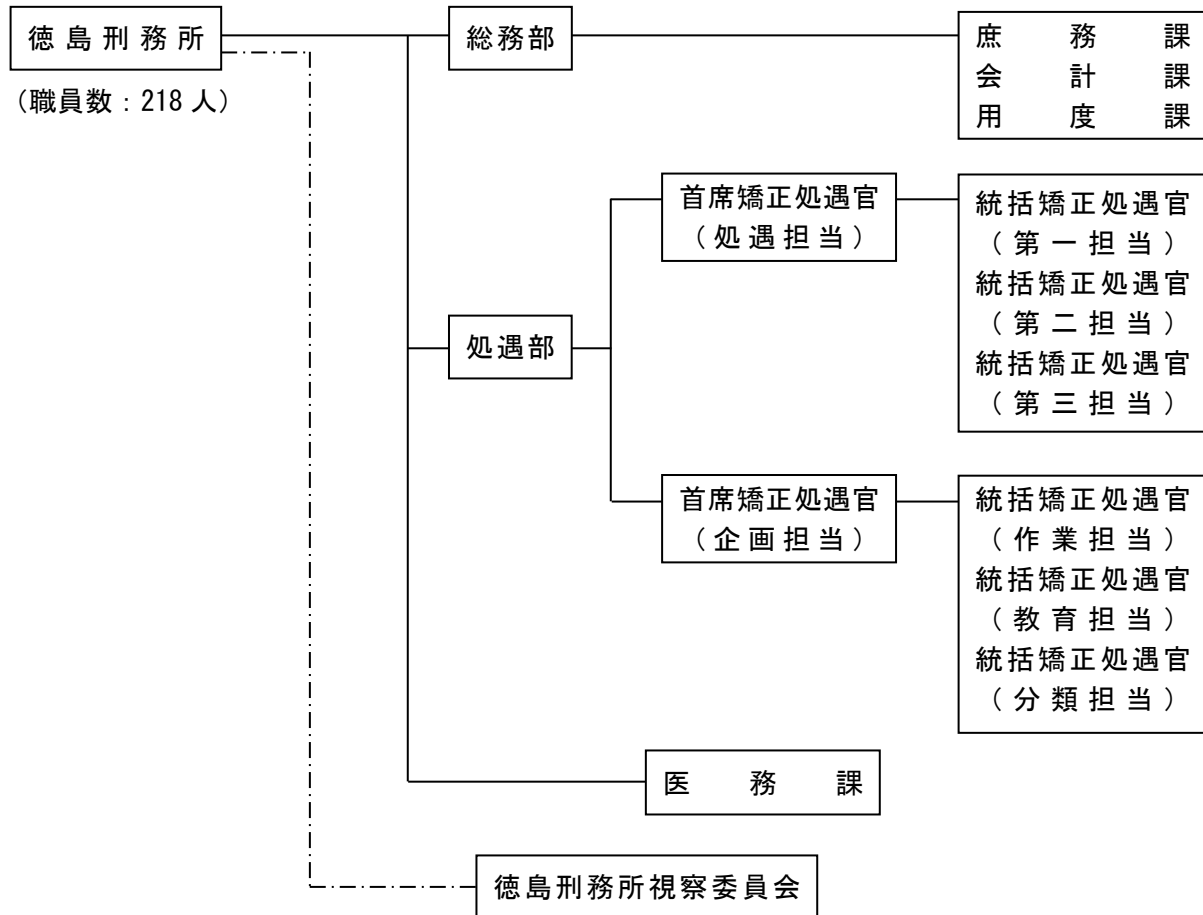 徳島刑務所
（職員数：218人）
総務部
庶務課
会計課
用度課
首席矯正処遇官
（処遇担当）
統括矯正処遇官
（第一担当）
統括矯正処遇官
（第二担当）
統括矯正処遇官
（第三担当）
処遇部
首席矯正処遇官
（企画担当）
統括矯正処遇官
（作業担当）
統括矯正処遇官
（教育担当）
統括矯正処遇官
（分類担当）
医務課
徳島刑務所視察委員会